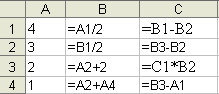 A B C
1 4 =A1/2 =B1-B2
2 3 =B1/2 =B3-B2
3 2 =A2+2 =C1*B2
4 1 =A2+A4 =B3-A1